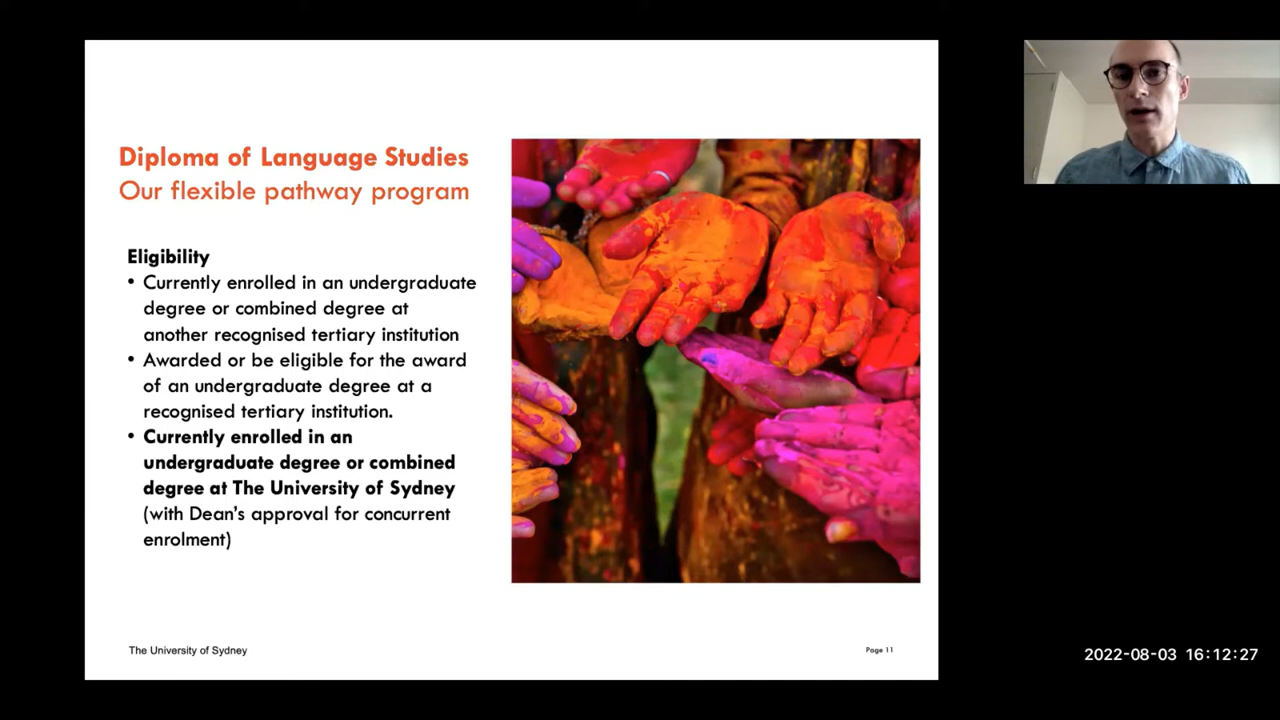 Diploma of Language Studies
Our flexible pathway program
Eligibility
• Currently enrolled in an undergraduate
degree or combined degree at
another recognised tertiary institution
• Awarded or be eligible for the award
of an undergraduate degree at a
recognised tertiary institution.
• Currently enrolled in an
undergraduate degree or combined
degree at The University of Sydney
(with Dean's approval for concurrent
enrolment)
The University of Sydney
Page 11
2022-08-03 16:12:27